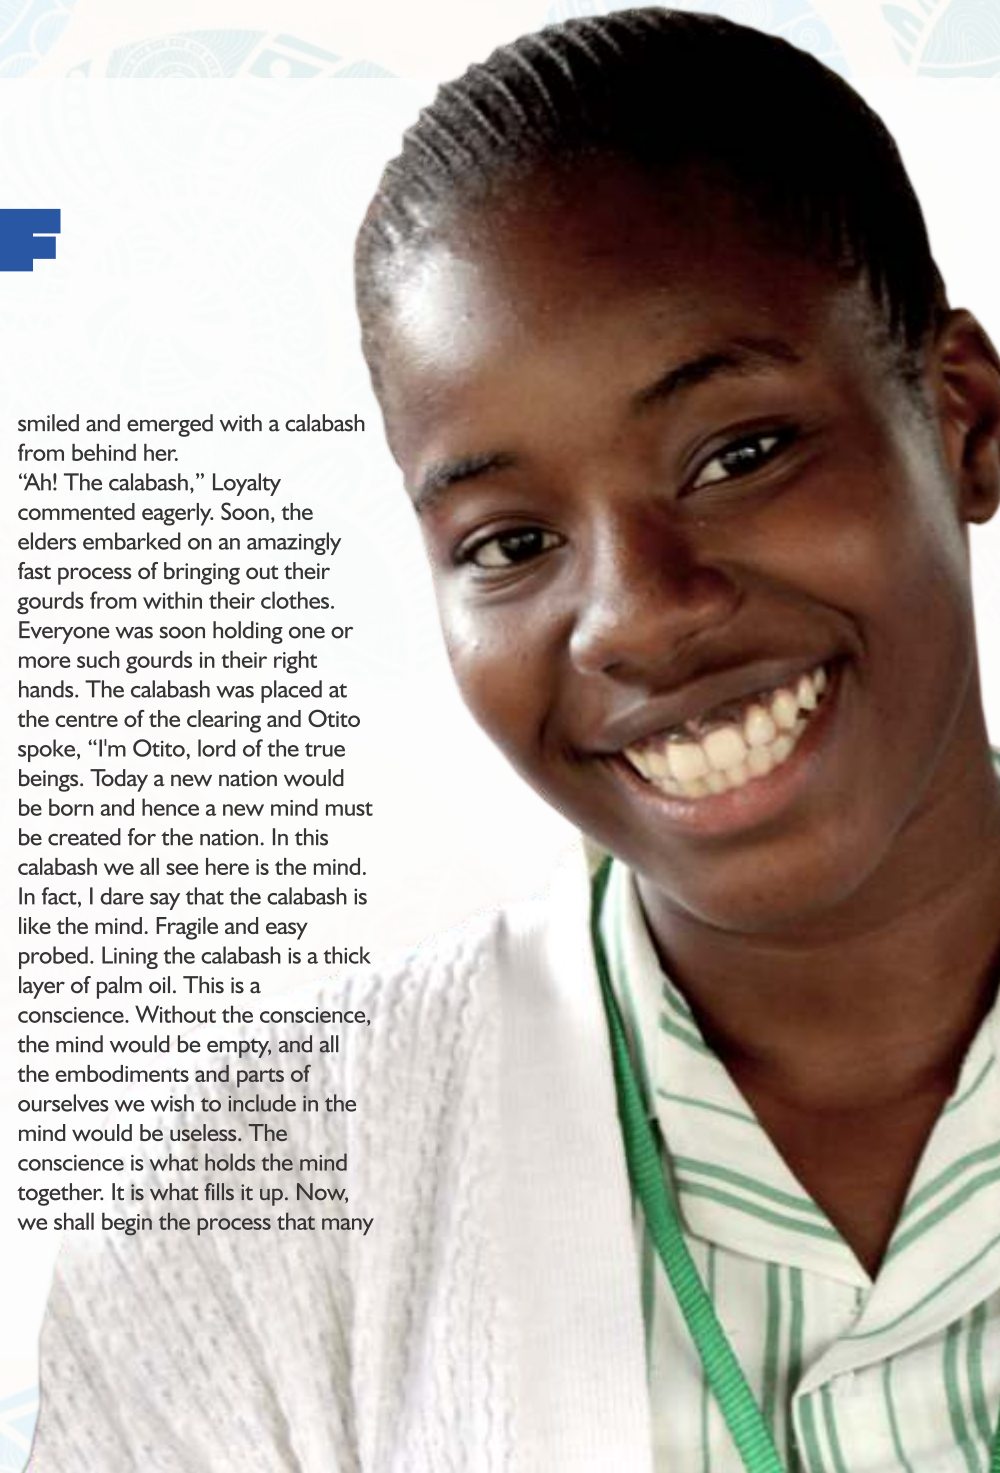 F
smiled and emerged with a calabash
from behind her.
“Ah! The calabash,” Loyalty
commented eagerly. Soon, the
elders embarked on an amazingly
fast process of bringing out their
gourds from within their clothes.
Everyone was soon holding one or
more such gourds in their right
hands. The calabash was placed at
the centre of the clearing and Otito
spoke, “I'm Otito, lord of the true
beings. Today a new nation would
be born and hence a new mind must
be created for the nation. In this
calabash we all see here is the mind.
In fact, I dare say that the calabash is
like the mind. Fragile and easy
probed. Lining the calabash is a thick
layer of palm oil. This is a
conscience. Without the conscience,
the mind would be empty, and all
the embodiments and parts of
ourselves we wish to include in the
mind would be useless. The
conscience is what holds the mind
together. It is what fills it up. Now,
we shall begin the process that many